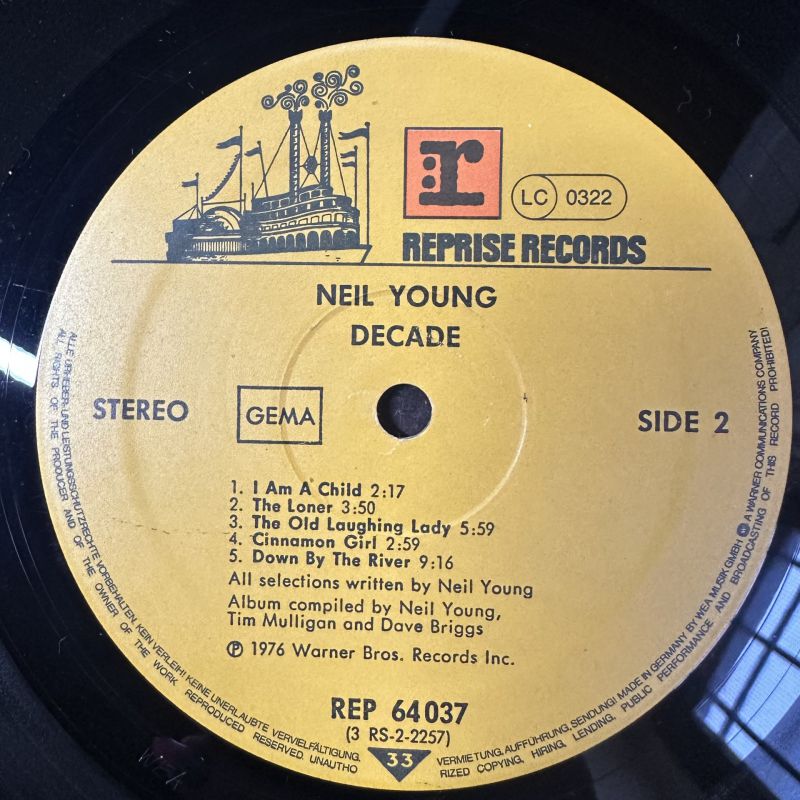 r
LC 0322
REPRISE RECORDS
NEIL YOUNG
DECADE
STEREO
GEMA
SIDE 2
1. I Am A Child 2:17
2. The Loner 3:50
3. The Old Laughing Lady 5:59
4. Cinnamon Girl 2:59
5. Down By The River 9:16
All selections written by Neil Young
Album compiled by Neil Young,
Tim Mulligan and Dave Briggs
℗ 1976 Warner Bros. Records Inc.
REP 64037
(3 RS-2-2257)
33
ALLE URHEBER- UND LEISTUNGSSCHUTZRECHTE VORBEHALTEN. KEIN VERLEIH! KEINE UNERLAUBTE VERVIELFÄLTIGUNG, VERMIETUNG, AUFFÜHRUNG, SENDUNG! MADE IN GERMANY BY WEA MUSIK GMBH A WARNER COMMUNICATIONS COMPANY
ALL RIGHTS OF THE PRODUCER AND OF THE OWNER OF THE WORK REPRODUCED RESERVED. UNAUTHORIZED COPYING, HIRING, LENDING, PUBLIC PERFORMANCE AND BROADCASTING OF THIS RECORD PROHIBITED!